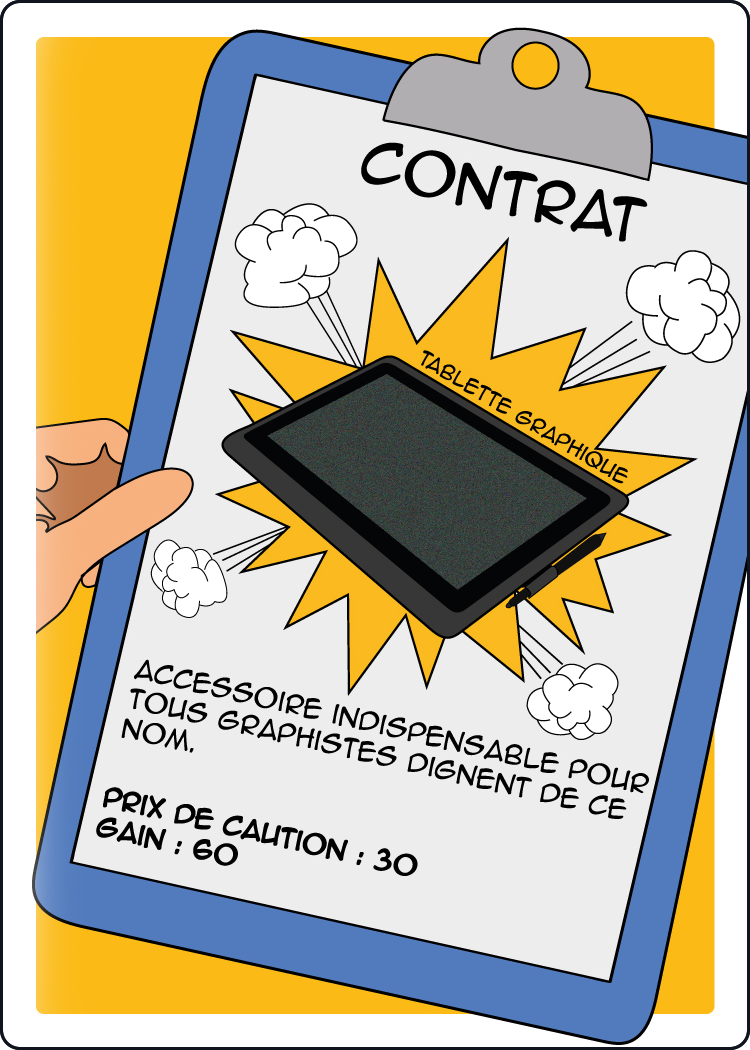 CONTRAT
TABLETTE GRAPHIQUE
ACCESSOIRE INDISPENSABLE POUR
TOUS GRAPHISTES DIGNENT DE CE
NOM.
PRIX DE CAUTION : 30
GAIN : 60